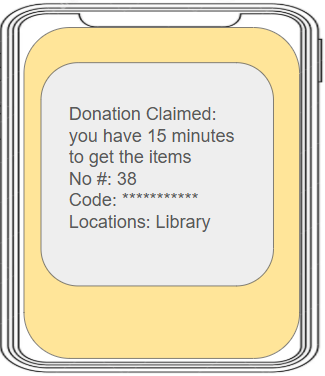 Donation Claimed:
you have 15 minutes
to get the items
No #: 38
Code: ***********
Locations: Library